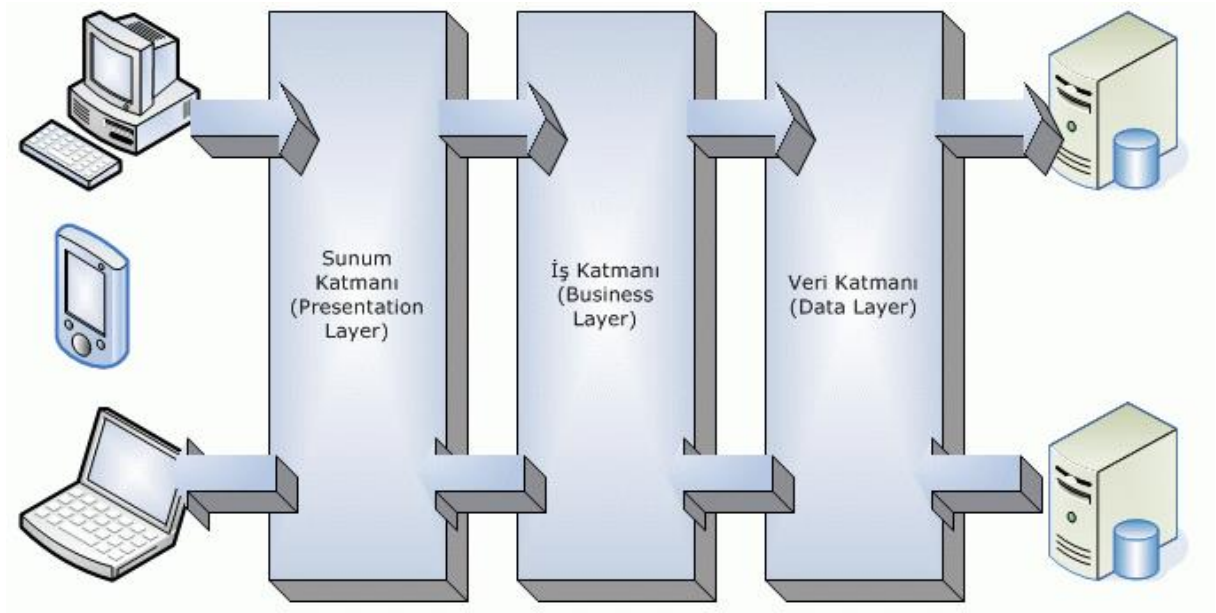 Sunum
Katmanı
(Presentation
Layer)
İş Katmanı
(Business
Layer)
Veri Katmanı
(Data Layer)